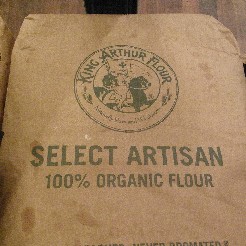 KING ARTHUR FLOUR
SELECT ARTISAN
100% ORGANIC FLOUR
NEVER BROMATED